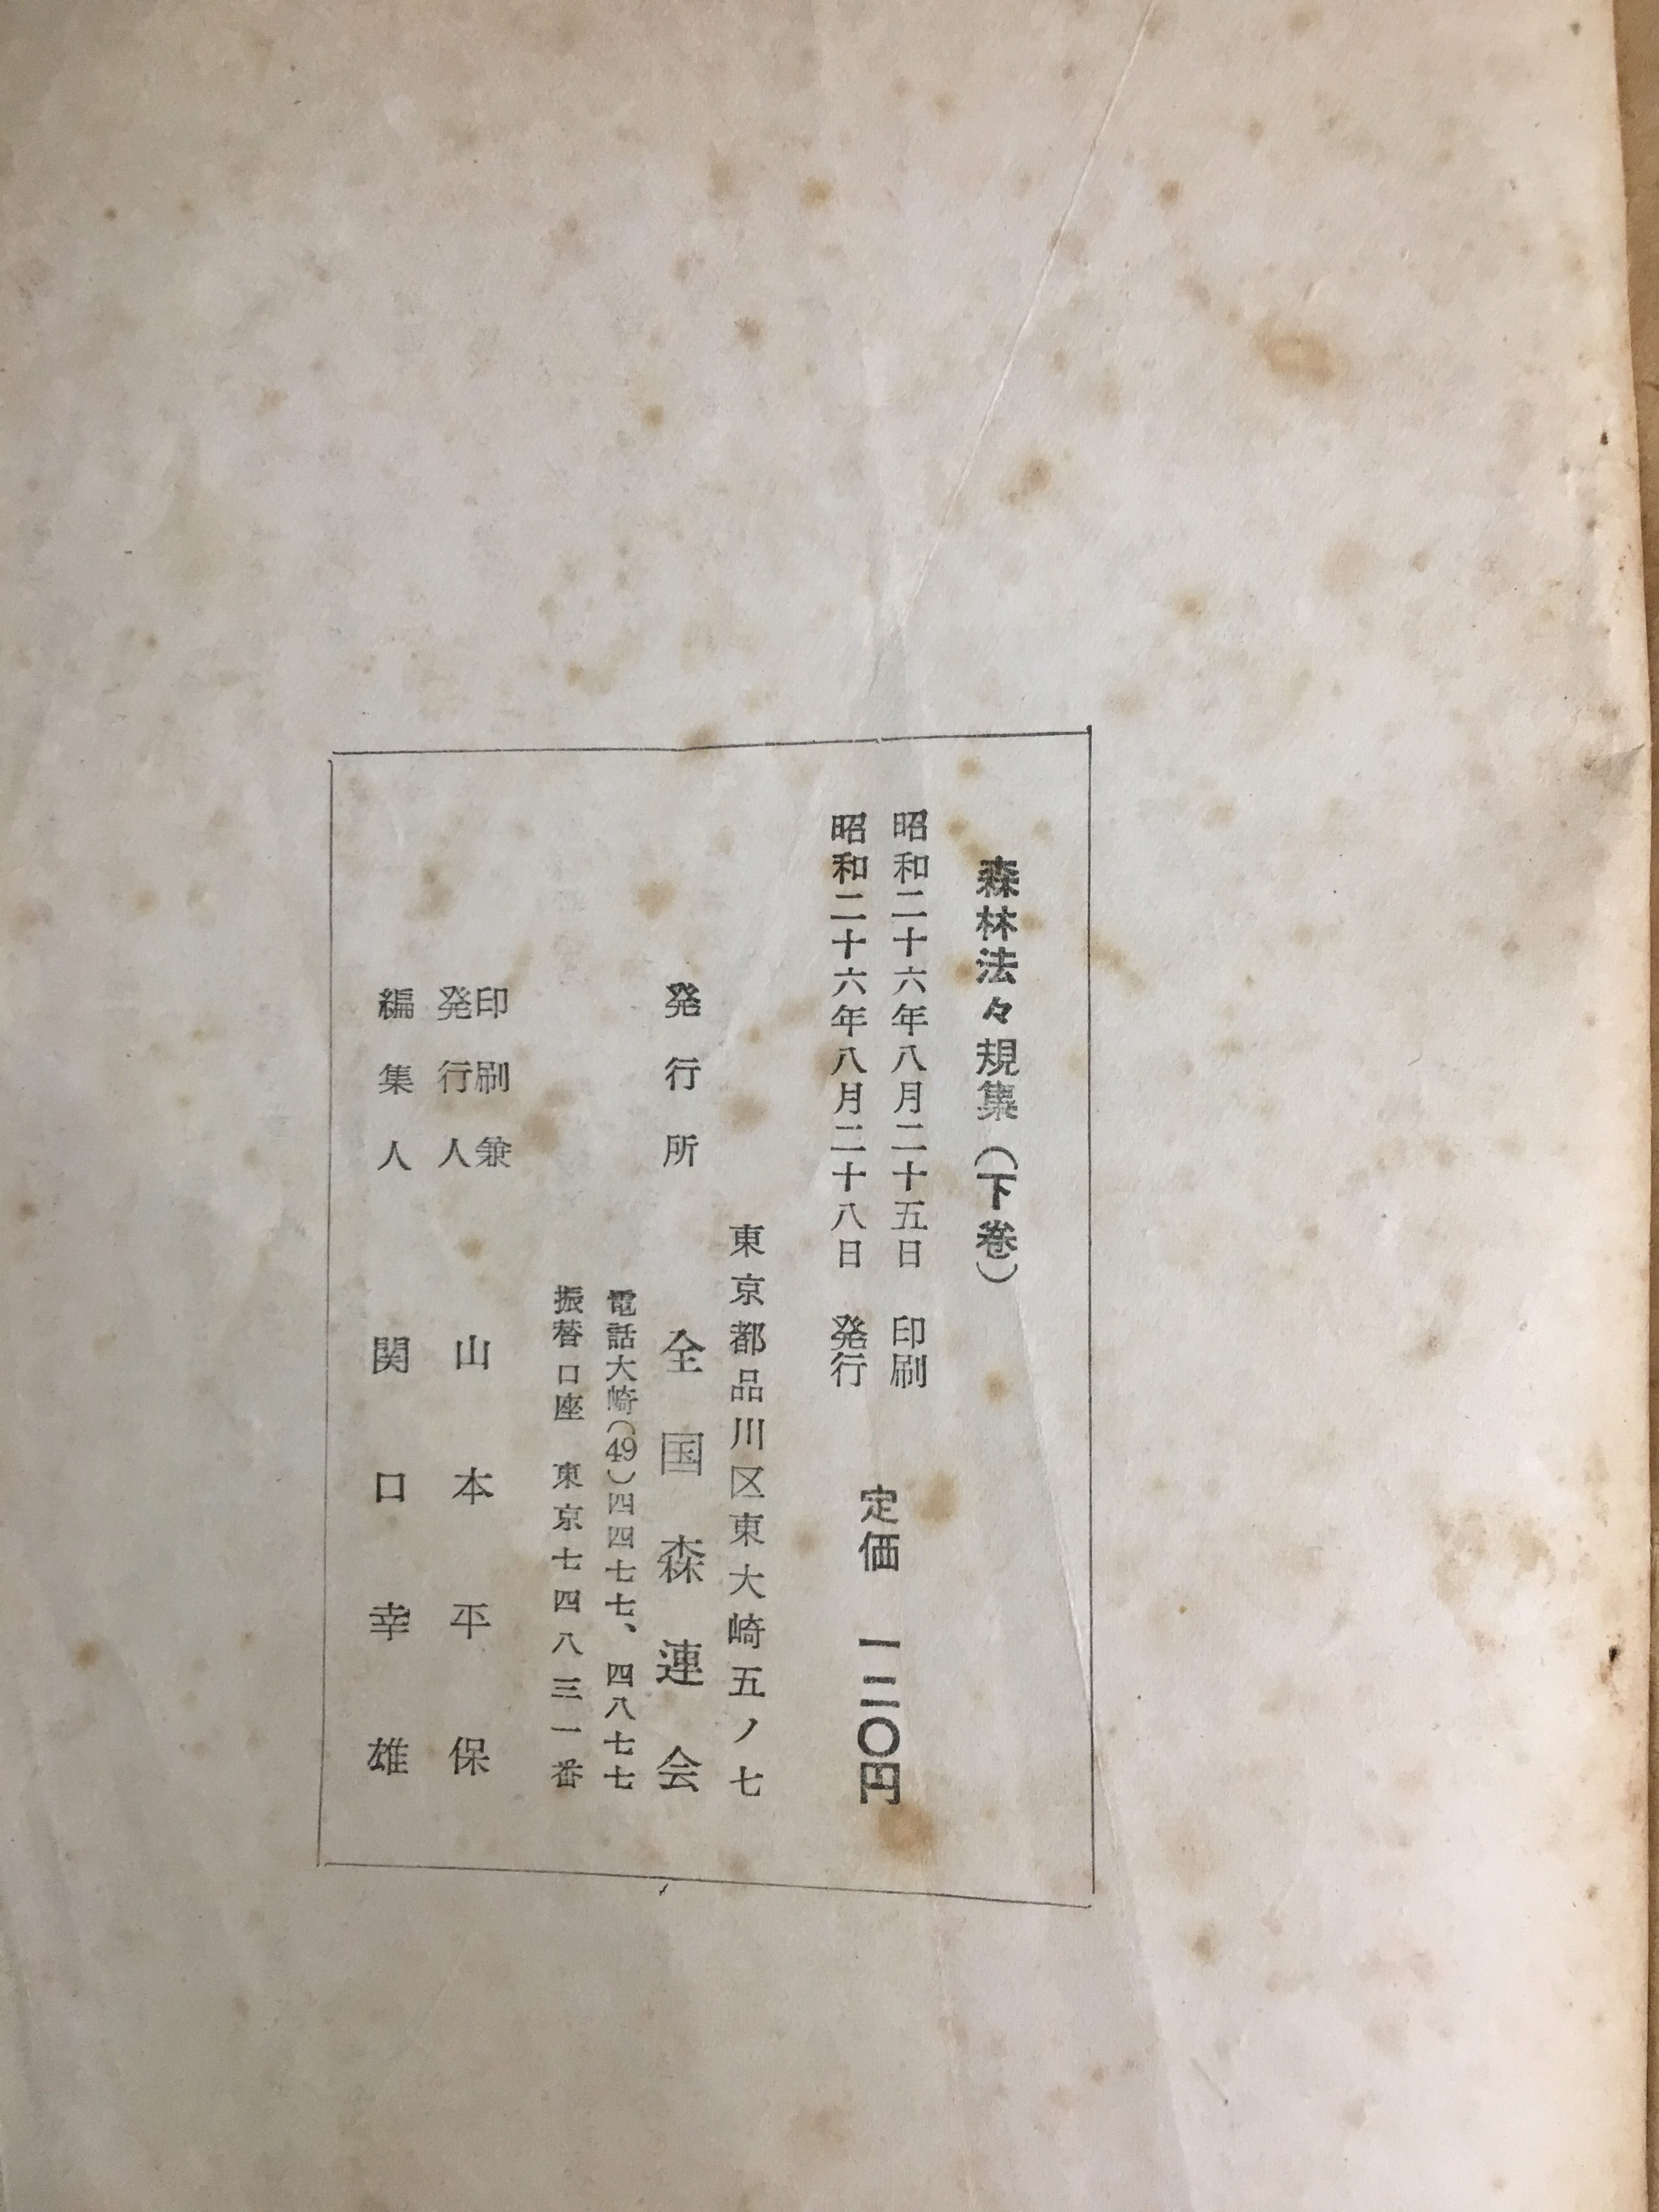 森林法々規集（下巻）
昭和二十六年八月二十五日　印刷
昭和二十六年八月二十八日　発行
定価　一二〇円
東京都品川区東大崎五ノ七
発行所　全国森連会
電話大崎(49)四四七七、四八七七
振替口座　東京七四八三一番
印刷兼
発行人　山本平保
編集人　関口幸雄